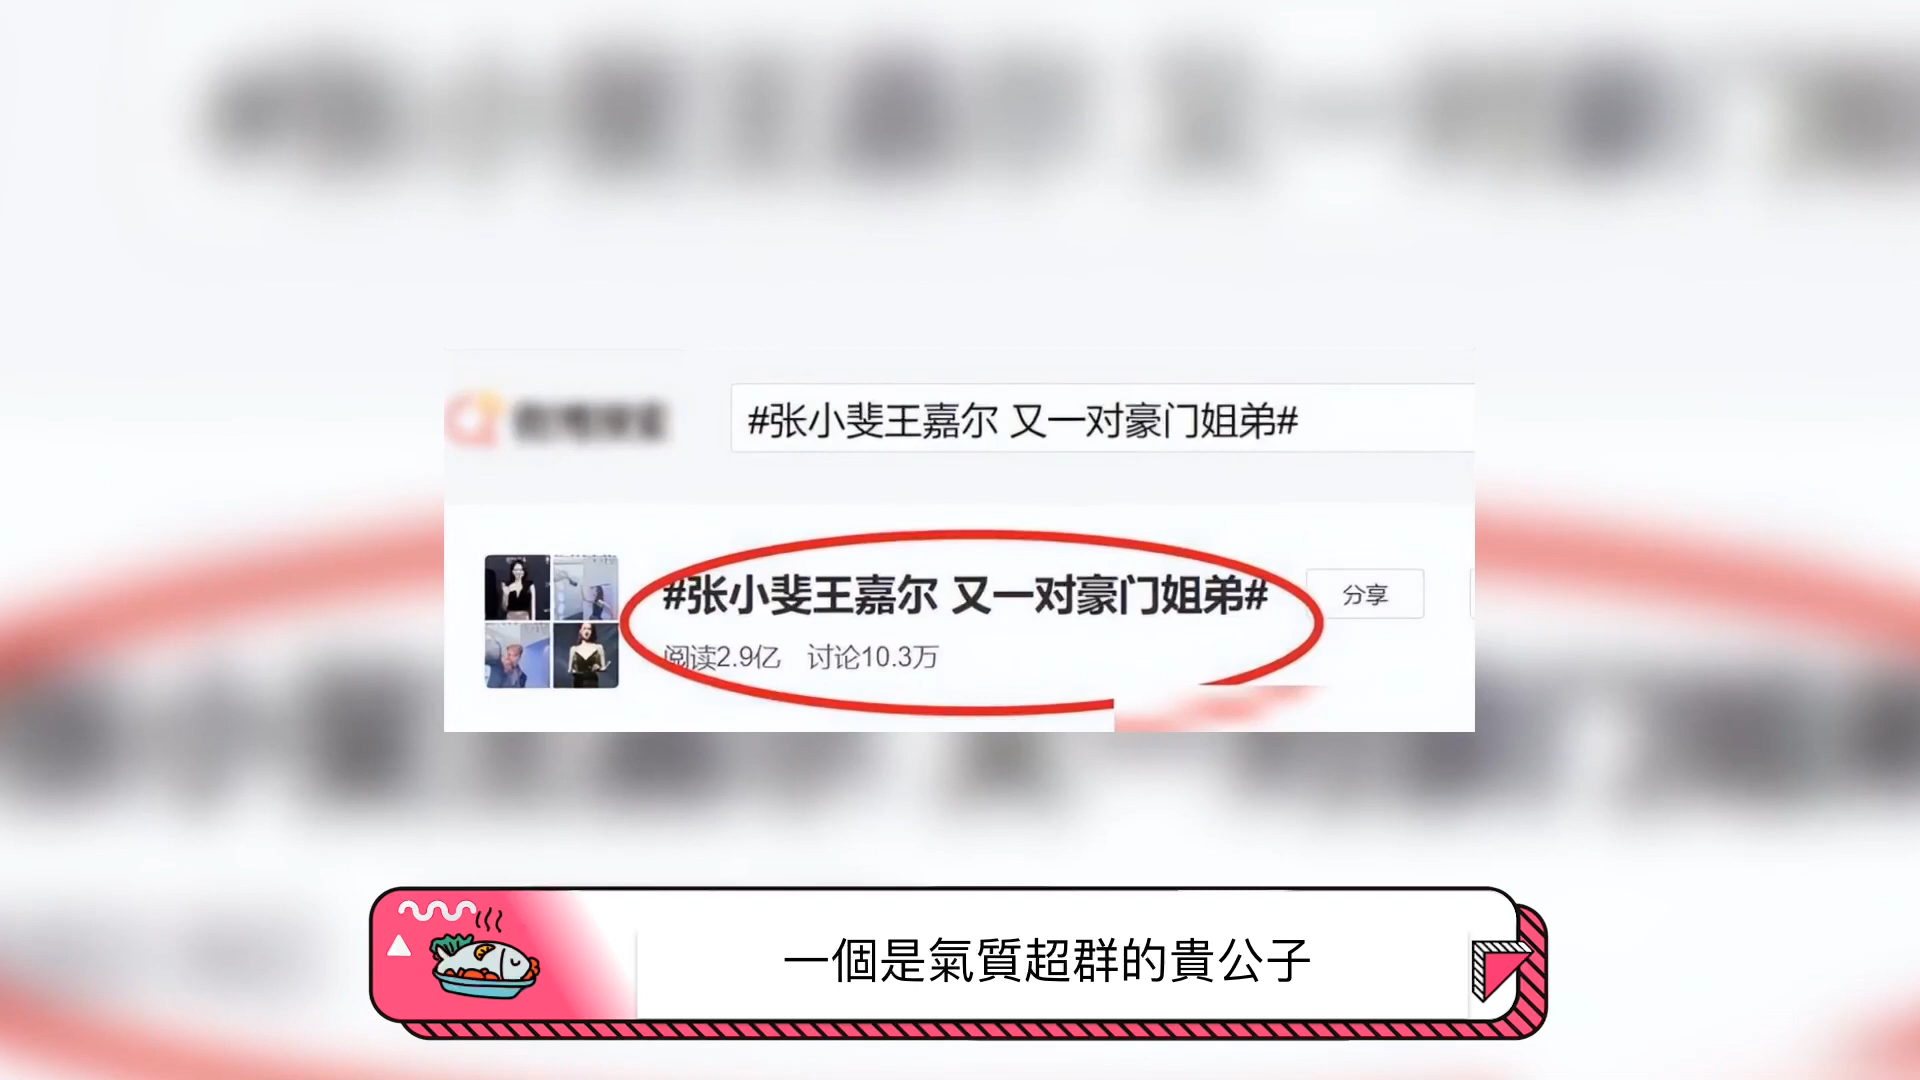 #张小斐王嘉尔 又一对豪门姐弟#
#张小斐王嘉尔 又一对豪门姐弟#
分享
阅读2.9亿 讨论10.3万
一個是氣質超群的貴公子